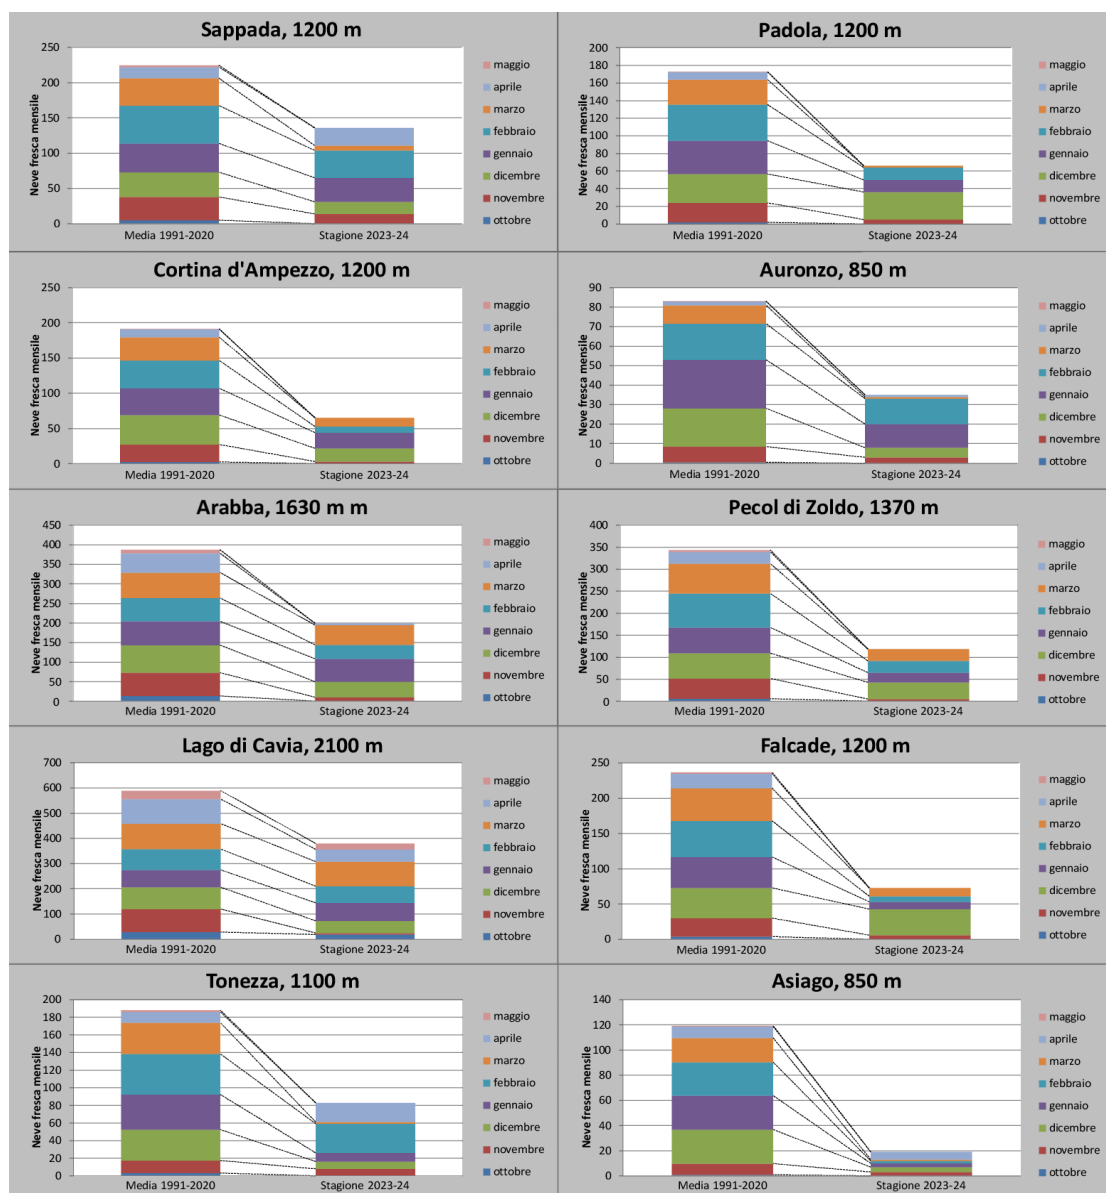 Sappada, 1200 m
Neve fresca mensile
250
200
150
100
50
0
Media 1991-2020
Stagione 2023-24
maggio
aprile
marzo
febbraio
gennaio
dicembre
novembre
ottobre
Padola, 1200 m
Neve fresca mensile
200
180
160
140
120
100
80
60
40
20
0
Media 1991-2020
Stagione 2023-24
maggio
aprile
marzo
febbraio
gennaio
dicembre
novembre
ottobre
Cortina d'Ampezzo, 1200 m
Neve fresca mensile
250
200
150
100
50
0
Media 1991-2020
Stagione 2023-24
maggio
aprile
marzo
febbraio
gennaio
dicembre
novembre
ottobre
Auronzo, 850 m
Neve fresca mensile
90
80
70
60
50
40
30
20
10
0
Media 1991-2020
Stagione 2023-24
maggio
aprile
marzo
febbraio
gennaio
dicembre
novembre
ottobre
Arabba, 1630 m m
Neve fresca mensile
450
400
350
300
250
200
150
100
50
0
Media 1991-2020
Stagione 2023-24
maggio
aprile
marzo
febbraio
gennaio
dicembre
novembre
ottobre
Pecol di Zoldo, 1370 m
Neve fresca mensile
400
350
300
250
200
150
100
50
0
Media 1991-2020
Stagione 2023-24
maggio
aprile
marzo
febbraio
gennaio
dicembre
novembre
ottobre
Lago di Cavia, 2100 m
Neve fresca mensile
700
600
500
400
300
200
100
0
Media 1991-2020
Stagione 2023-24
maggio
aprile
marzo
febbraio
gennaio
dicembre
novembre
ottobre
Falcade, 1200 m
Neve fresca mensile
250
200
150
100
50
0
Media 1991-2020
Stagione 2023-24
maggio
aprile
marzo
febbraio
gennaio
dicembre
novembre
ottobre
Tonezza, 1100 m
Neve fresca mensile
200
180
160
140
120
100
80
60
40
20
0
Media 1991-2020
Stagione 2023-24
maggio
aprile
marzo
febbraio
gennaio
dicembre
novembre
ottobre
Asiago, 850 m
Neve fresca mensile
140
120
100
80
60
40
20
0
Media 1991-2020
Stagione 2023-24
maggio
aprile
marzo
febbraio
gennaio
dicembre
novembre
ottobre